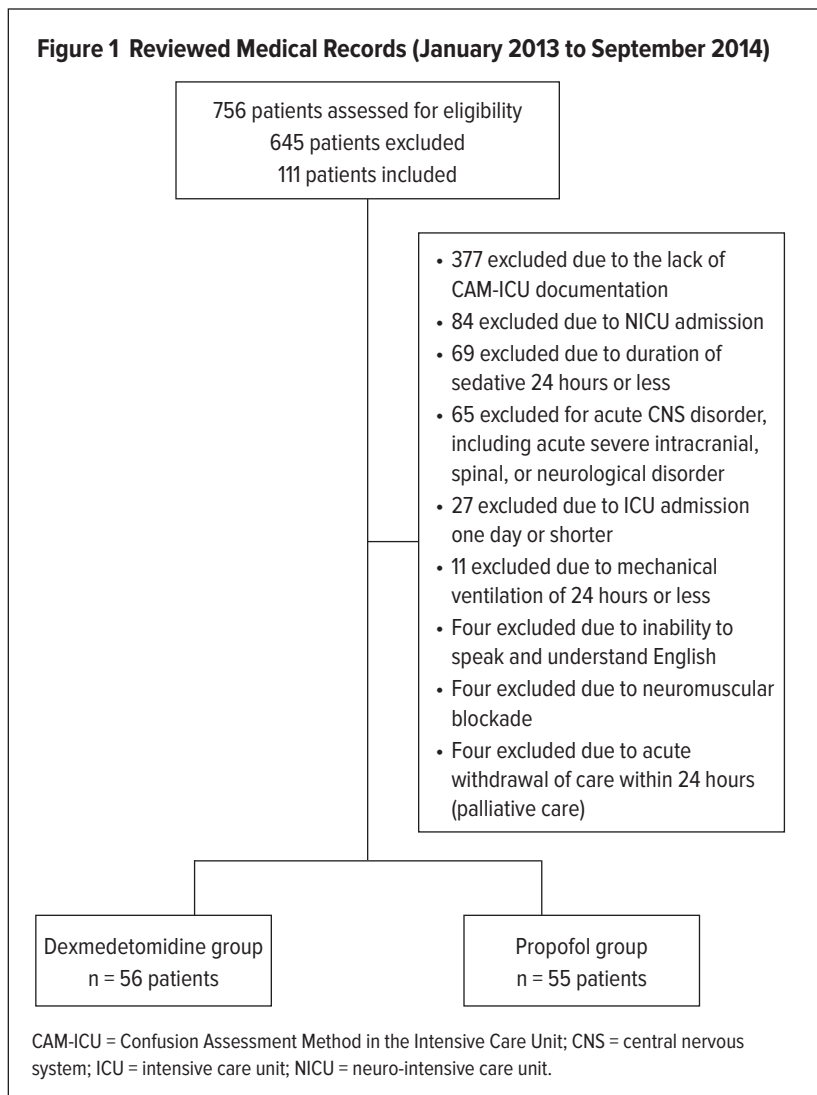 Figure 1 Reviewed Medical Records (January 2013 to September 2014)
756 patients assessed for eligibility
645 patients excluded
111 patients included
• 377 excluded due to the lack of
CAM-ICU documentation
• 84 excluded due to NICU admission
• 69 excluded due to duration of
sedative 24 hours or less
• 65 excluded for acute CNS disorder,
including acute severe intracranial,
spinal, or neurological disorder
• 27 excluded due to ICU admission
one day or shorter
• 11 excluded due to mechanical
ventilation of 24 hours or less
• Four excluded due to inability to
speak and understand English
• Four excluded due to neuromuscular
blockade
• Four excluded due to acute
withdrawal of care within 24 hours
(palliative care)
Dexmedetomidine group
n = 56 patients
Propofol group
n = 55 patients
CAM-ICU = Confusion Assessment Method in the Intensive Care Unit; CNS = central nervous
system; ICU = intensive care unit; NICU = neuro-intensive care unit.